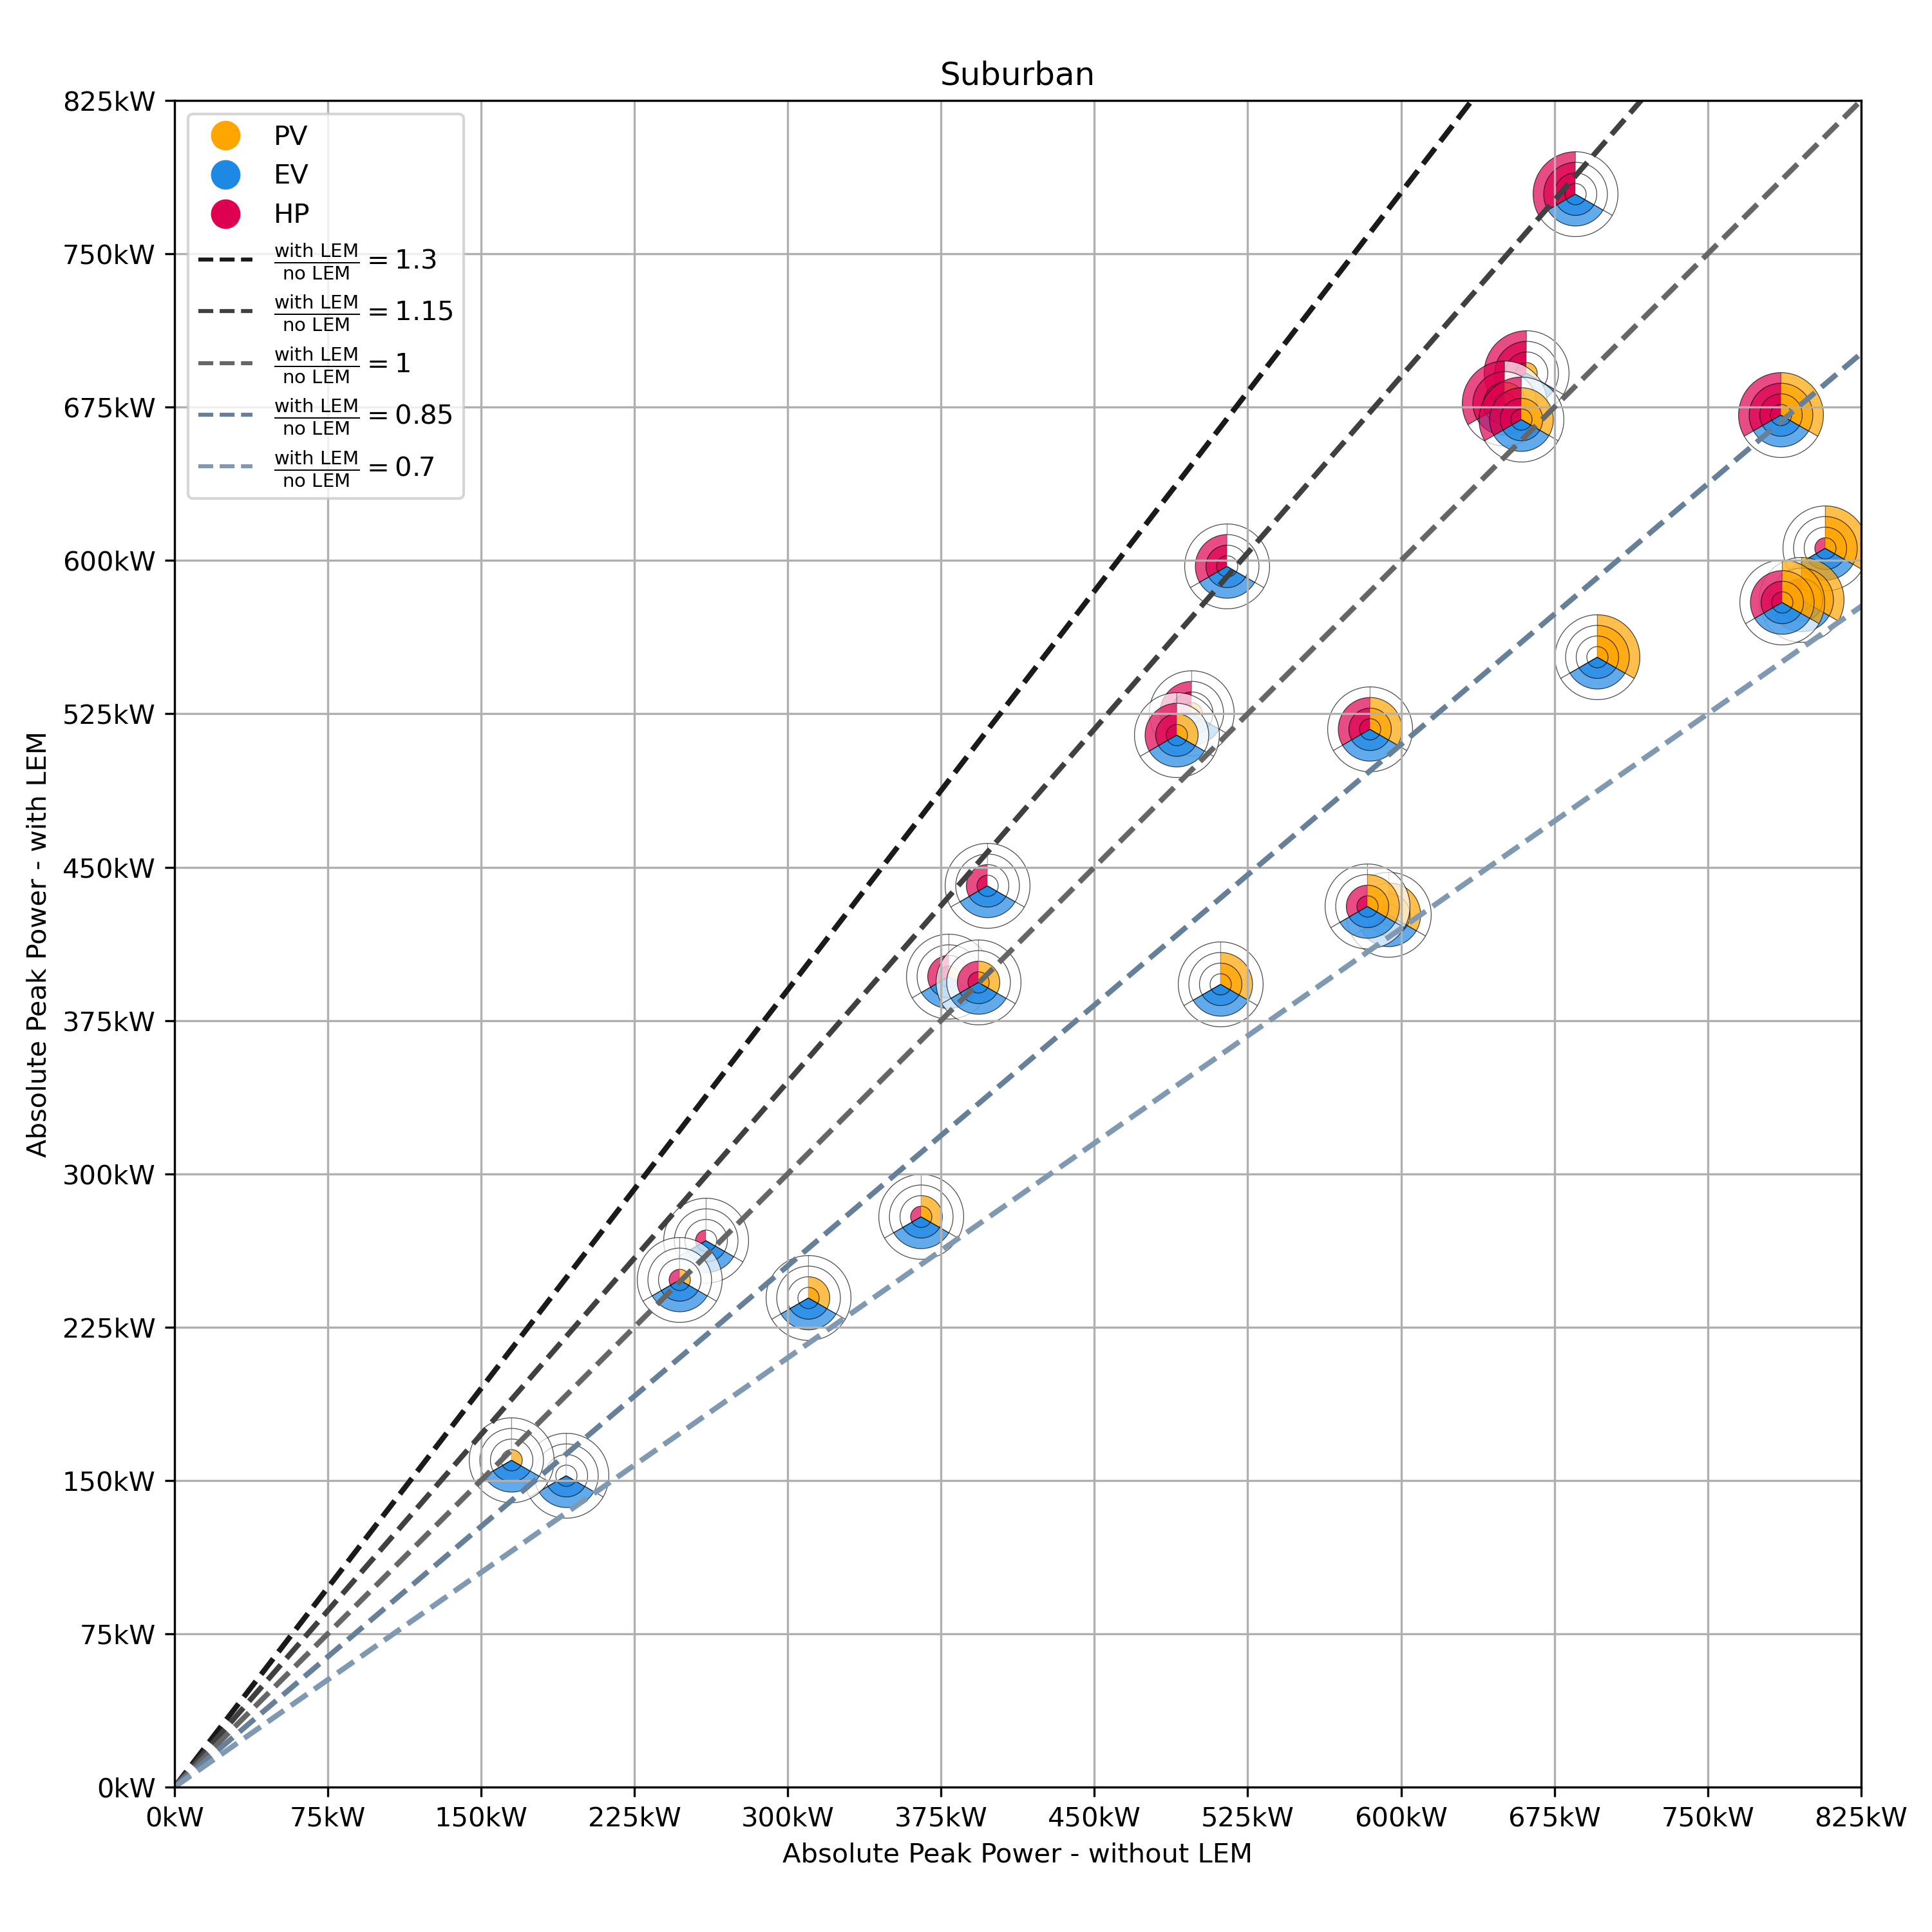 Suburban
825kW
750kW
675kW
600kW
525kW
450kW
375kW
300kW
225kW
150kW
75kW
0kW
Absolute Peak Power - with LEM
PV
EV
HP
with LEM
no LEM = 1.3
with LEM
no LEM = 1.15
with LEM
no LEM = 1
with LEM
no LEM = 0.85
with LEM
no LEM = 0.7
0kW 75kW 150kW 225kW 300kW 375kW 450kW 525kW 600kW 675kW 750kW 825kW
Absolute Peak Power - without LEM